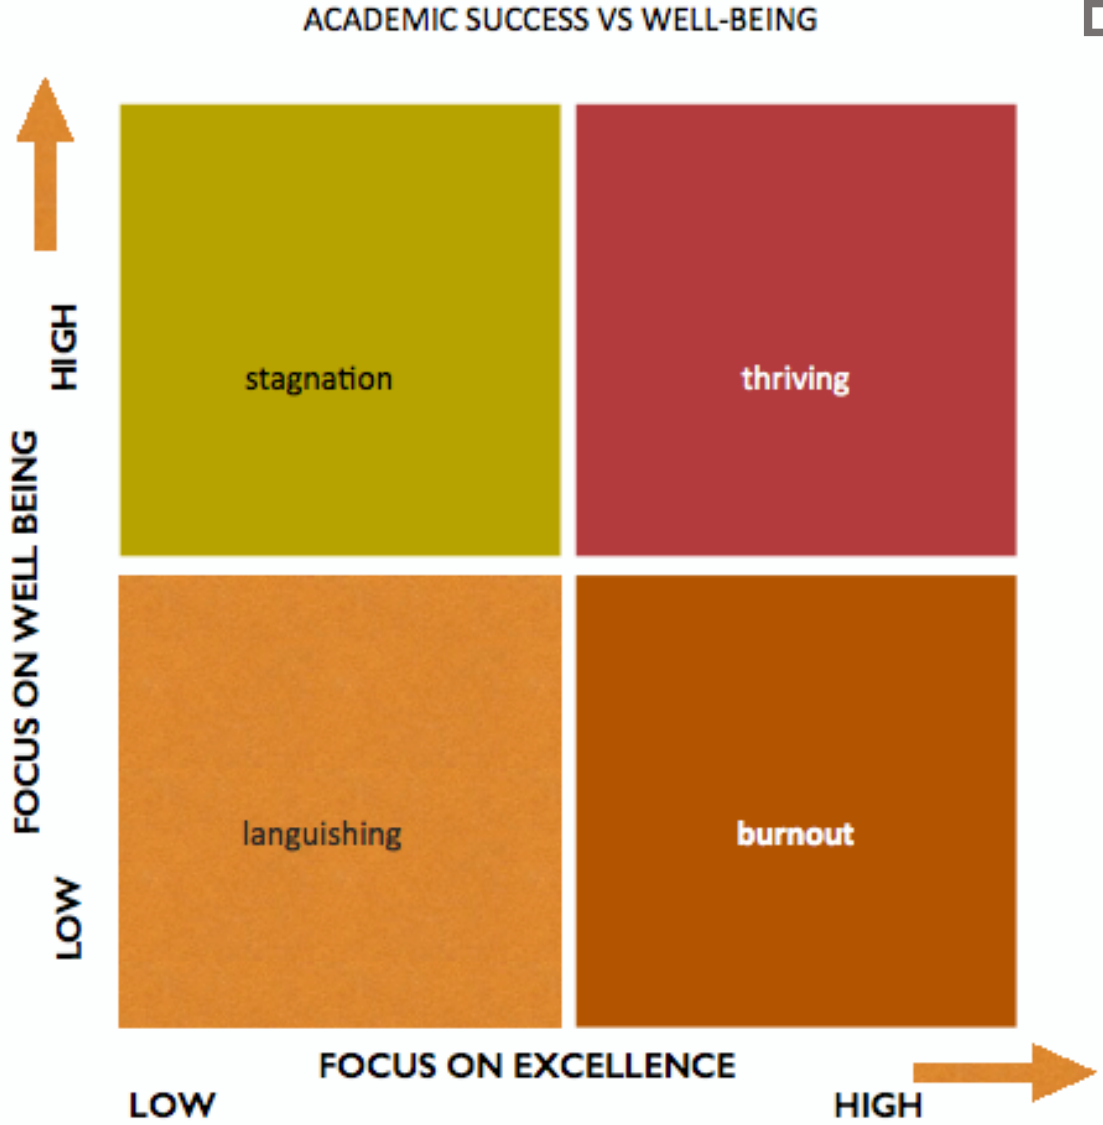 ACADEMIC SUCCESS VS WELL-BEING
HIGH
FOCUS ON WELL BEING
LOW
stagnation
thriving
languishing
burnout
FOCUS ON EXCELLENCE
LOW
HIGH